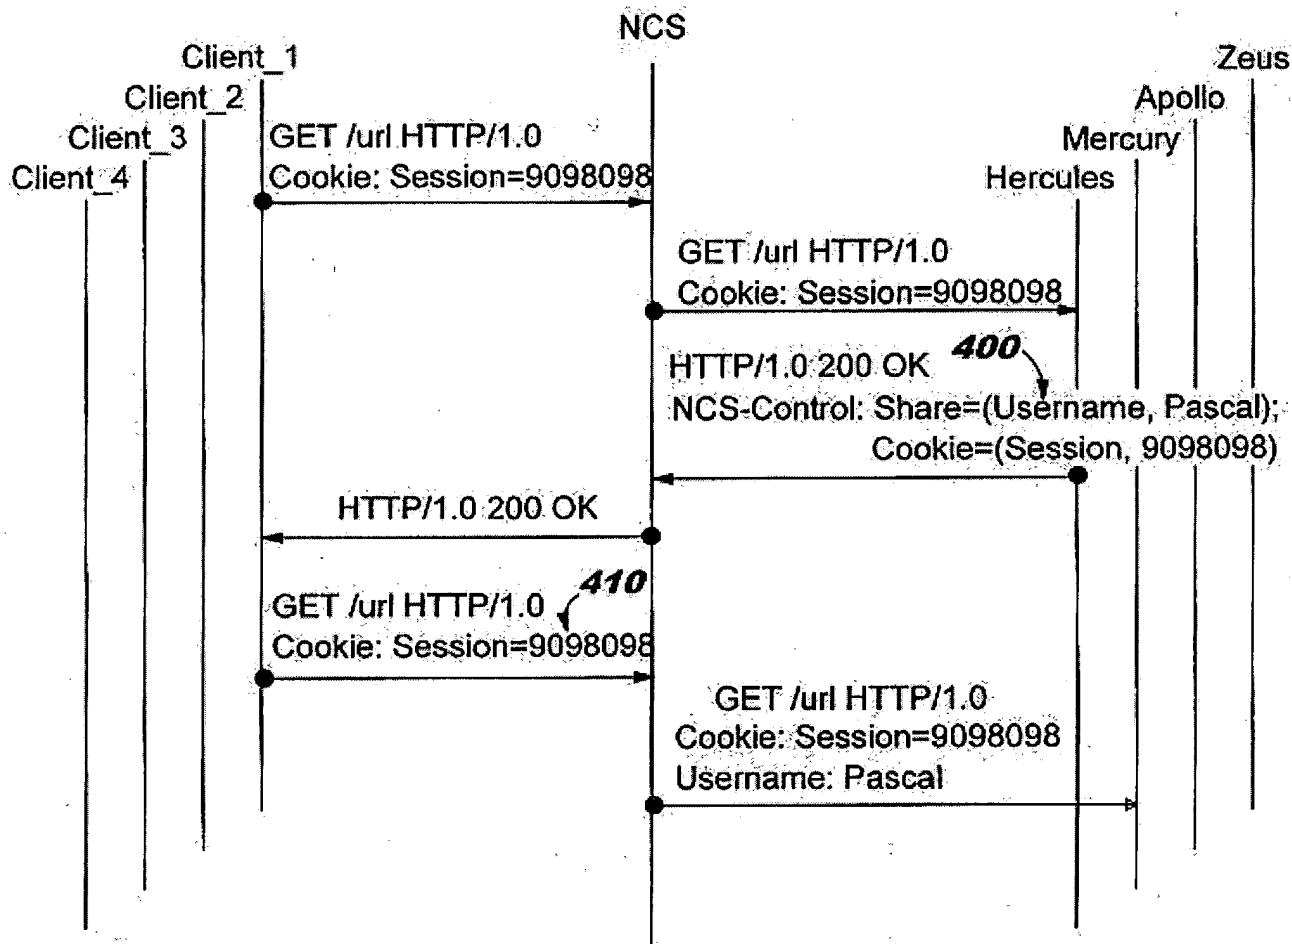 NCS
Client_1
Zeus
Client_2
Apollo
Client_3
Mercury
Client_4
Hercules
GET /url HTTP/1.0
Cookie: Session=9098098
GET /url HTTP/1.0
Cookie: Session=9098098
400
HTTP/1.0 200 OK
NCS-Control: Share=(Username, Pascal);
Cookie=(Session, 9098098)
HTTP/1.0 200 OK
410
GET /url HTTP/1.0
Cookie: Session=9098098
GET /url HTTP/1.0
Cookie: Session=9098098
Username: Pascal